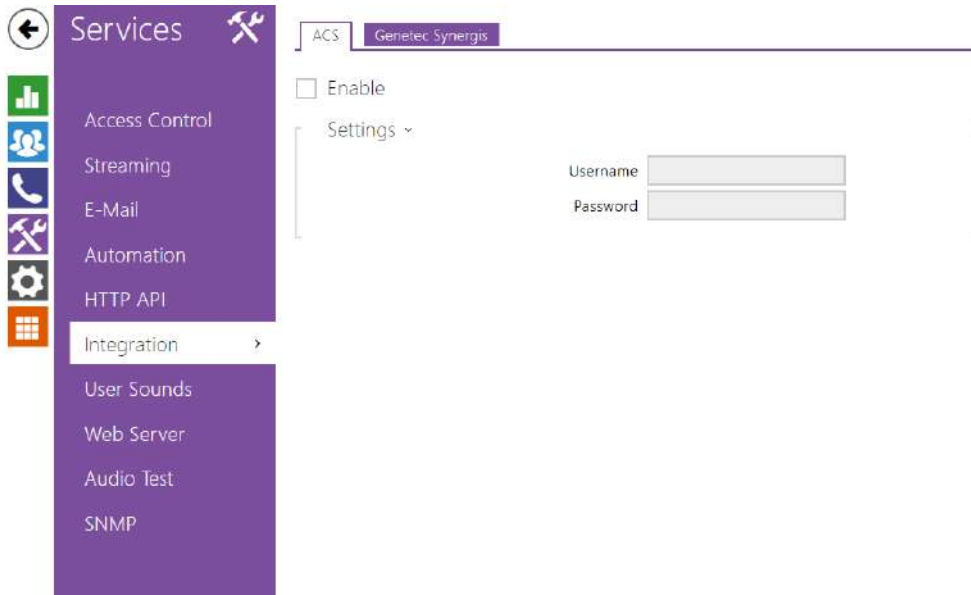 Services
ACS
Genetec Synergis
Enable
Settings
Username
Password
Access Control
Streaming
E-Mail
Automation
HTTP API
Integration
User Sounds
Web Server
Audio Test
SNMP